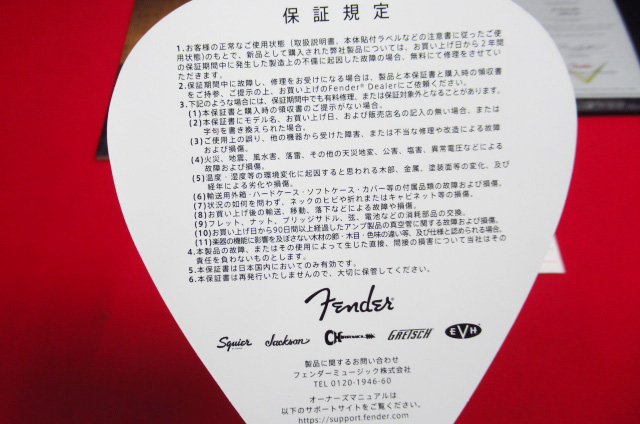 保証規定
1.お客様の正常なご使用状態（取扱説明書、本体貼付ラベルなどの注意書に従ったご使
用状態）のもとで、新品として購入された弊社製品については、お買い上げ日から2年間
の保証期間中に発生した製造上の不備に起因した故障の場合、無料にて修理をさせてい
ただきます。
2.保証期間中に故障し、修理をお受けになる場合は、製品と本保証書と購入時の領収書
をご持参、ご提示の上、お買い上げのFender® Dealerにご依頼ください。
3.下記のような場合には、保証期間中でも有料修理、または保証対象外となることがあります。
(1)本保証書と購入時の領収書のご提示がない場合。
(2)本保証書にモデル名、お買い上げ日、および販売店名の記入の無い場合、または
字句を書き換えられた場合。
(3)ご使用上の誤り、他の機器から受けた障害、または不当な修理や改造による故障
および損傷。
(4)火災、地震、風水害、落雷、その他の天災地変、公害、塩害、異常電圧などによる
故障および損傷。
(5)温度・湿度等の環境変化に起因すると思われる木部、金属、塗装面等の変化、及び
経年による劣化や損傷。
(6)輸送用外箱・ハードケース・ソフトケース・カバー等の付属品類の故障および損傷。
(7)状況の如何を問わず、ネックのヒビや折れまたはキャビネット等の損傷。
(8)お買い上げ後の輸送、移動、落下などによる故障や損傷。
(9)フレット、ナット、ブリッジサドル、弦、電池などの消耗部品の交換。
(10)お買い上げ日から90日間以上経過したアンプ製品の真空管に関する故障および損傷。
(11)楽器の機能に影響を及ぼさない木材の節・木目・色味の違い等、及び仕様と認められる場合。
4.本製品の故障、またはその使用によって生じた直接、間接の損害について当社はその
責任を負わないものとします。
5.本保証書は日本国内においてのみ有効です。
6.本保証書は再発行いたしませんので、大切に保管してください。
Fender
Squier Jackson GRETSCH EVH
製品に関するお問い合わせ
フェンダーミュージック株式会社
TEL 0120-1946-60
オーナーズマニュアルは
以下のサポートサイトをご覧ください。
https://support.fender.com